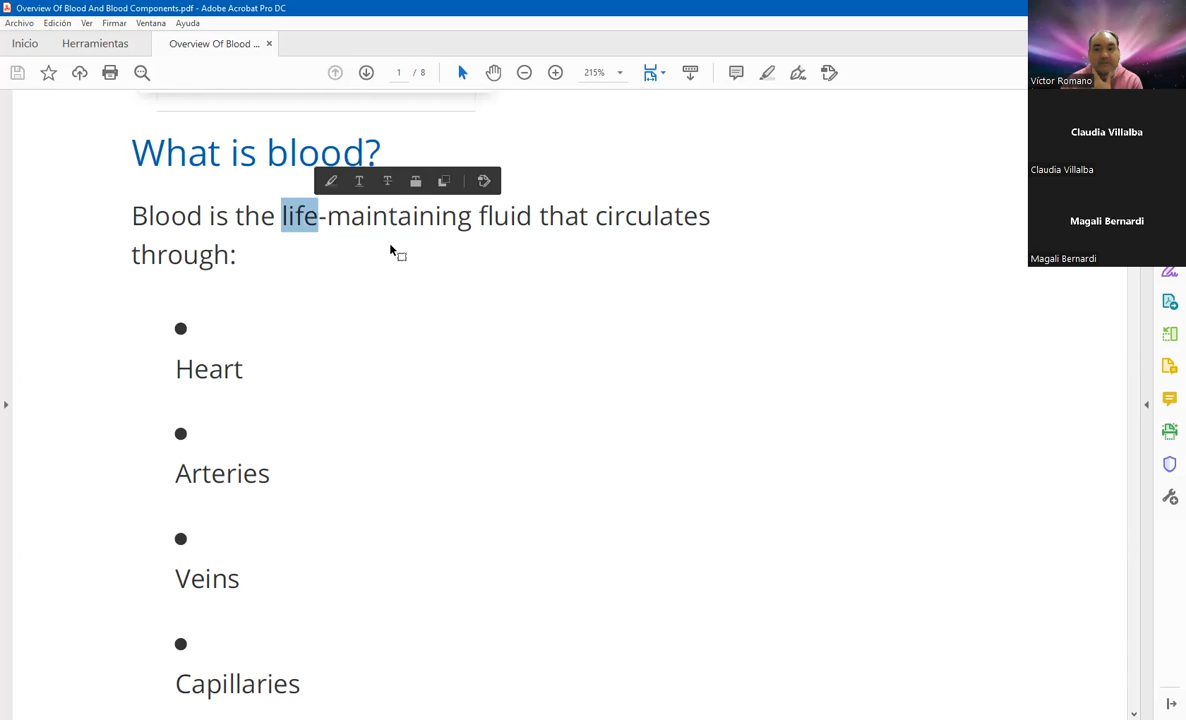 Overview Of Blood And Blood Components.pdf - Adobe Acrobat Pro DC
Archivo Edición Ver Firmar Ventana Ayuda
Inicio Herramientas Overview Of Blood ... ×
1 / 8 215%
Víctor Romano
Claudia Villalba
Claudia Villalba
Magali Bernardi
Magali Bernardi
What is blood?
Blood is the life-maintaining fluid that circulates
through:
●
Heart
●
Arteries
●
Veins
●
Capillaries